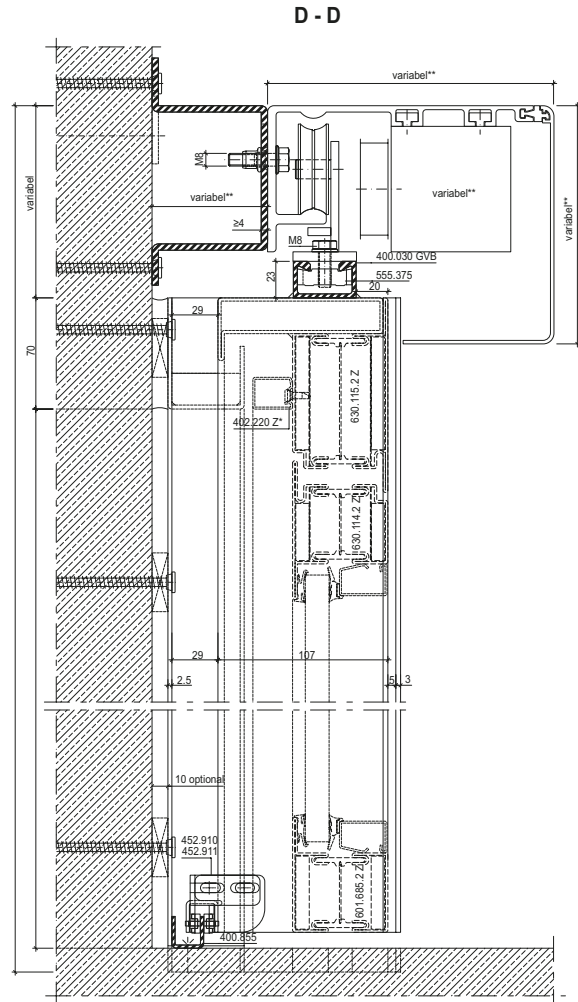 D - D
variabel**
M8
variabel**
variabel**
variabel**
variabel
≥4
M8
400.030 GVB
23
555.375
20
29
70
630.115.2 Z
402.220 Z*
630.114.2 Z
29
107
2.5
5
3
10 optional
452.910
452.911
601.685.2 Z
400.855